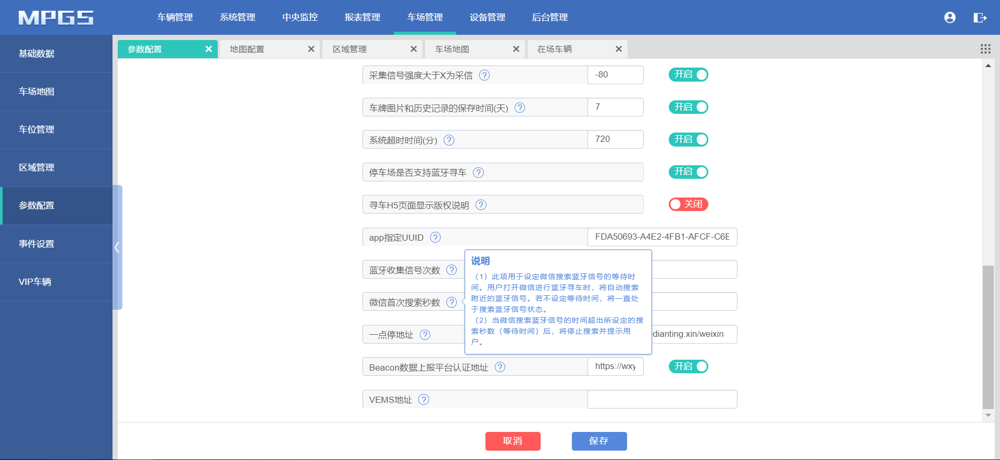 MPGS
车辆管理 系统管理 中央监控 报表管理 车场管理 设备管理 后台管理
基础数据
车场地图
车位管理
区域管理
参数配置
事件设置
VIP车辆
参数配置 地图配置 区域管理 车场地图 在场车辆
采集信号强度大于X为采信 ? -80 开启
车牌图片和历史记录的保存时间(天) ? 7 开启
系统超时时间(分) ? 720 开启
停车场是否支持蓝牙寻车 ? 开启
寻车H5页面显示版权说明 ? 关闭
app指定UUID ? FDA50693-A4E2-4FB1-AFCF-C6E
蓝牙收集信号次数 ?
微信首次搜索秒数 ?
说明
（1）此项用于设定微信搜索蓝牙信号的等待时
间。用户打开微信进行蓝牙寻车时，将自动搜索
附近的蓝牙信号。若不设定等待时间，将一直处
于搜索蓝牙信号状态。
（2）当微信搜索蓝牙信号的时间超出所设定的搜
索秒数（等待时间）后，将停止搜索并提示用
户。
一点停地址 ? dianting.xin/weixin
Beacon数据上报平台认证地址 ? https://wxy 开启
VEMS地址 ?
取消 保存